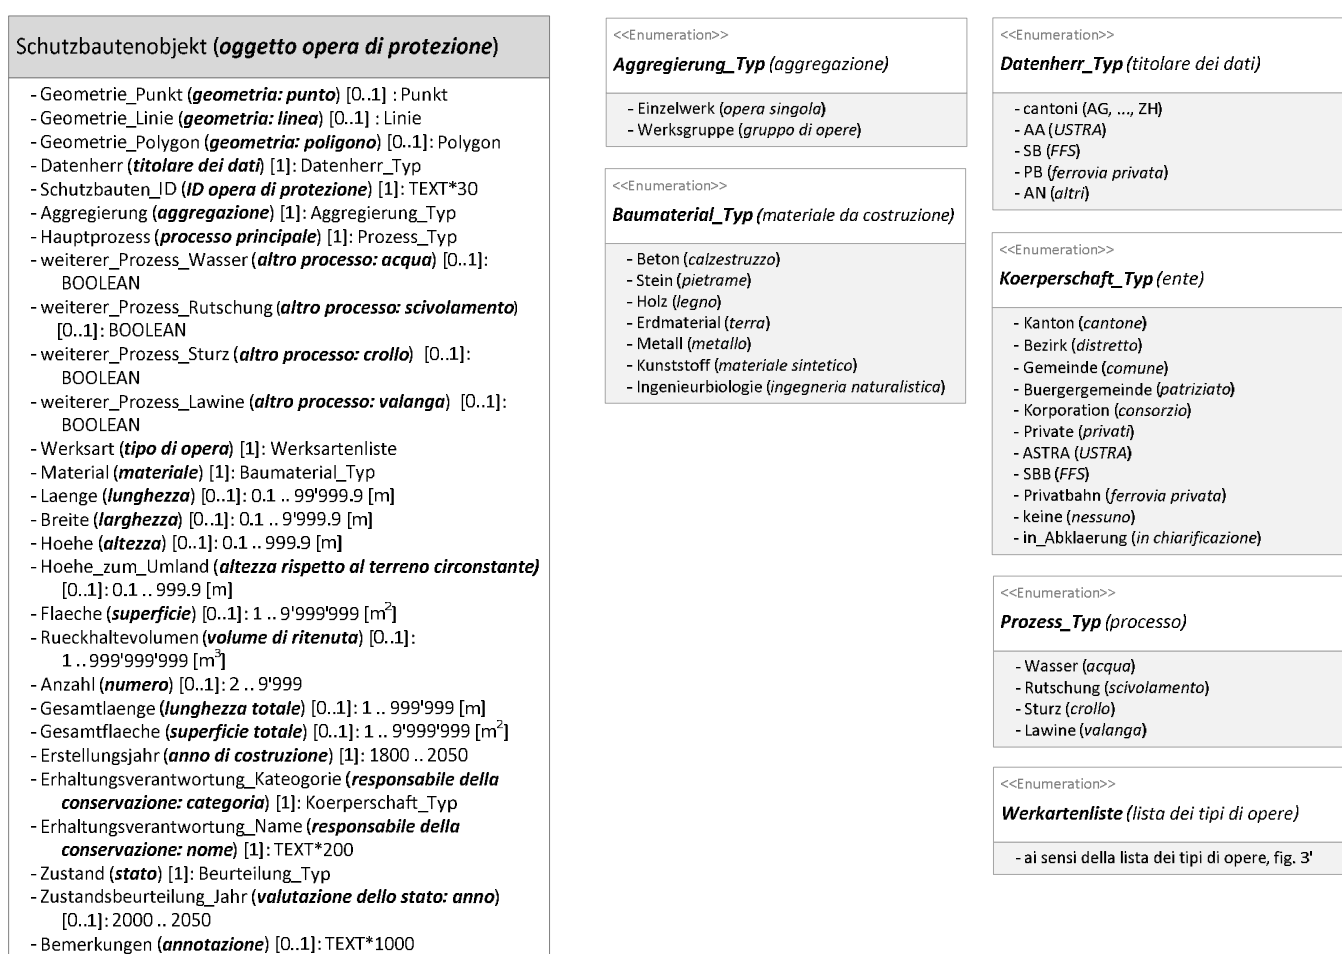 Schutzbautenobjekt (oggetto opera di protezione)
- Geometrie_Punkt (geometria: punto) [0..1] : Punkt
- Geometrie_Linie (geometria: linea) [0..1] : Linie
- Geometrie_Polygon (geometria: poligono) [0..1]: Polygon
- Datenherr (titolare dei dati) [1]: Datenherr_Typ
- Schutzbauten_ID (ID opera di protezione) [1]: TEXT*30
- Aggregierung (aggregazione) [1]: Aggregierung_Typ
- Hauptprozess (processo principale) [1]: Prozess_Typ
- weiterer_Prozess_Wasser (altro processo: acqua) [0..1]:
BOOLEAN
- weiterer_Prozess_Rutschung (altro processo: scivolamento)
[0..1]: BOOLEAN
- weiterer_Prozess_Sturz (altro processo: crollo) [0..1]:
BOOLEAN
- weiterer_Prozess_Lawine (altro processo: valanga) [0..1]:
BOOLEAN
- Werksart (tipo di opera) [1]: Werksartenliste
- Material (materiale) [1]: Baumaterial_Typ
- Laenge (lunghezza) [0..1]: 0.1 .. 99'999.9 [m]
- Breite (larghezza) [0..1]: 0.1 .. 9'999.9 [m]
- Hoehe (altezza) [0..1]: 0.1 .. 999.9 [m]
- Hoehe_zum_Umland (altezza rispetto al terreno circonstante)
[0..1]: 0.1 .. 999.9 [m]
- Flaeche (superficie) [0..1]: 1 .. 9'999'999 [m²]
- Rueckhaltevolumen (volume di ritenuta) [0..1]:
1 .. 999'999'999 [m³]
- Anzahl (numero) [0..1]: 2 .. 9'999
- Gesamtlaenge (lunghezza totale) [0..1]: 1 .. 999'999 [m]
- Gesamtflaeche (superficie totale) [0..1]: 1 .. 9'999'999 [m²]
- Erstellungsjahr (anno di costruzione) [1]: 1800 .. 2050
- Erhaltungsverantwortung_Kateogorie (responsabile della
conservazione: categoria) [1]: Koerperschaft_Typ
- Erhaltungsverantwortung_Name (responsabile della
conservazione: nome) [1]: TEXT*200
- Zustand (stato) [1]: Beurteilung_Typ
- Zustandsbeurteilung_Jahr (valutazione dello stato: anno)
[0..1]: 2000 .. 2050
- Bemerkungen (annotazione) [0..1]: TEXT*1000
<<Enumeration>>
Aggregierung_Typ (aggregazione)
- Einzelwerk (opera singola)
- Werksgruppe (gruppo di opere)
<<Enumeration>>
Baumaterial_Typ (materiale da costruzione)
- Beton (calzestruzzo)
- Stein (pietrame)
- Holz (legno)
- Erdmaterial (terra)
- Metall (metallo)
- Kunststoff (materiale sintetico)
- Ingenieurbiologie (ingegneria naturalistica)
<<Enumeration>>
Datenherr_Typ (titolare dei dati)
- cantoni (AG, ..., ZH)
- AA (USTRA)
- SB (FFS)
- PB (ferrovia privata)
- AN (altri)
<<Enumeration>>
Koerperschaft_Typ (ente)
- Kanton (cantone)
- Bezirk (distretto)
- Gemeinde (comune)
- Buergergemeinde (patriziato)
- Korporation (consorzio)
- Private (privati)
- ASTRA (USTRA)
- SBB (FFS)
- Privatbahn (ferrovia privata)
- keine (nessuno)
- in_Abklaerung (in chiarificazione)
<<Enumeration>>
Prozess_Typ (processo)
- Wasser (acqua)
- Rutschung (scivolamento)
- Sturz (crollo)
- Lawine (valanga)
<<Enumeration>>
Werkartenliste (lista dei tipi di opere)
- ai sensi della lista dei tipi di opere, fig. 3'